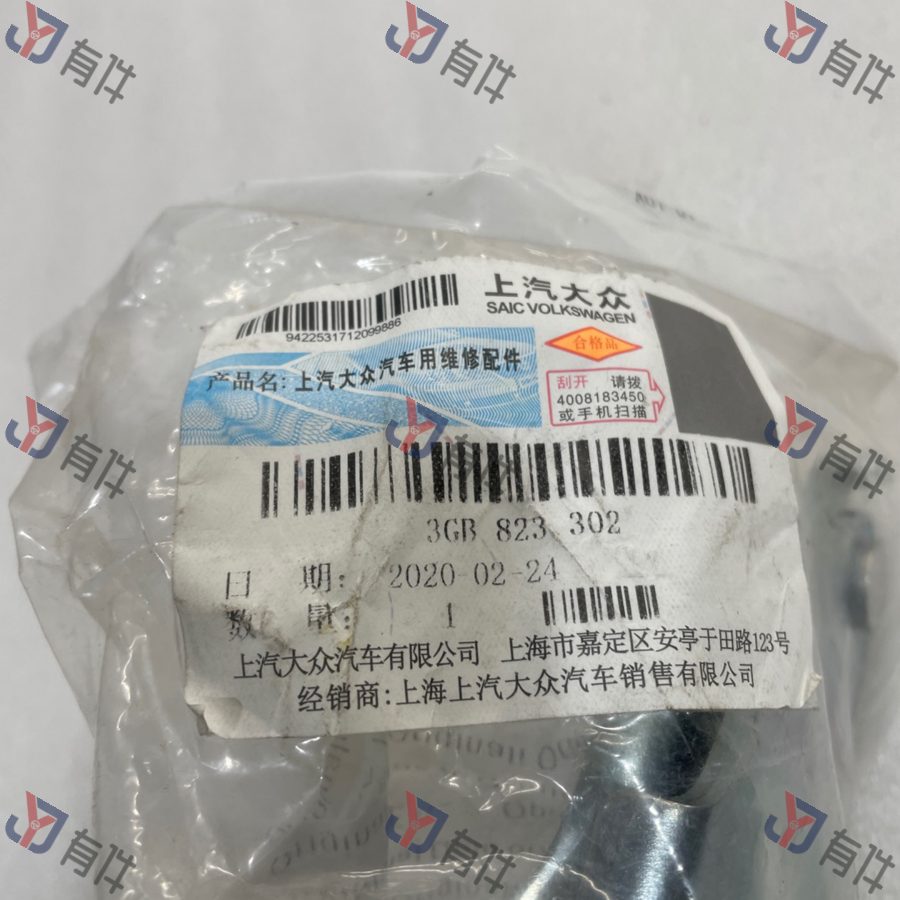 有件
有件
有件
上汽大众
SAIC VOLKSWAGEN
9422531712099886
合格品
产品名: 上汽大众汽车用维修配件
刮开 请拨
4008183450
或手机扫描
有件
有件
有件
3GB 823 302
日 期: 2020-02-24
数 量: 1
上汽大众汽车有限公司 上海市嘉定区安亭于田路123号
经销商:上海上汽大众汽车销售有限公司
有件
有件
有件